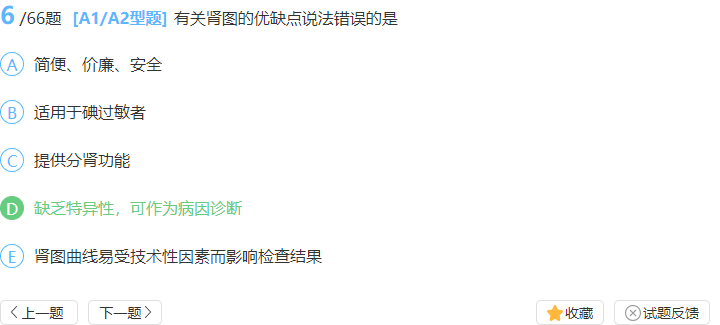 6/66题 [A1/A2型题] 有关肾图的优缺点说法错误的是
A 简便、价廉、安全
B 适用于碘过敏者
C 提供分肾功能
D 缺乏特异性，可作为病因诊断
E 肾图曲线易受技术性因素而影响检查结果
上一题 下一题 收藏 试题反馈